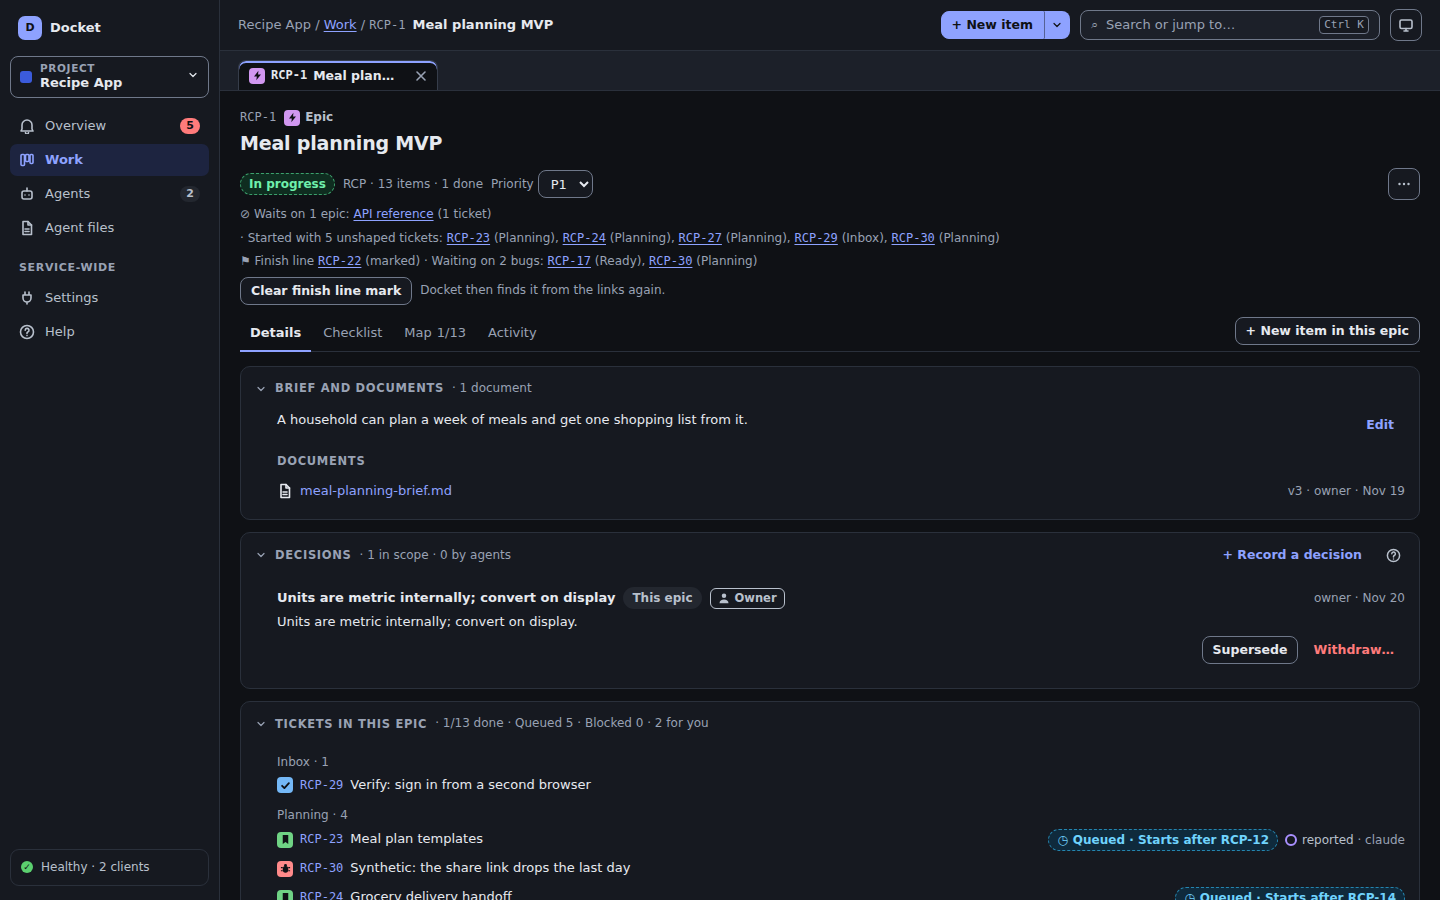 D Docket
PROJECT
Recipe App
Overview 5
Work
Agents 2
Agent files
SERVICE-WIDE
Settings
Help
Healthy · 2 clients
Recipe App / Work / RCP-1 Meal planning MVP
+ New item
Search or jump to… Ctrl K
RCP-1 Meal plan…
RCP-1 Epic
Meal planning MVP
In progress RCP · 13 items · 1 done Priority P1
Waits on 1 epic: API reference (1 ticket)
· Started with 5 unshaped tickets: RCP-23 (Planning), RCP-24 (Planning), RCP-27 (Planning), RCP-29 (Inbox), RCP-30 (Planning)
Finish line RCP-22 (marked) · Waiting on 2 bugs: RCP-17 (Ready), RCP-30 (Planning)
Clear finish line mark Docket then finds it from the links again.
Details Checklist Map 1/13 Activity + New item in this epic
BRIEF AND DOCUMENTS · 1 document
A household can plan a week of meals and get one shopping list from it.
Edit
DOCUMENTS
meal-planning-brief.md v3 · owner · Nov 19
DECISIONS · 1 in scope · 0 by agents + Record a decision
Units are metric internally; convert on display This epic Owner owner · Nov 20
Units are metric internally; convert on display.
Supersede Withdraw…
TICKETS IN THIS EPIC · 1/13 done · Queued 5 · Blocked 0 · 2 for you
Inbox · 1
RCP-29 Verify: sign in from a second browser
Planning · 4
RCP-23 Meal plan templates Queued · Starts after RCP-12 reported · claude
RCP-30 Synthetic: the share link drops the last day
RCP-24 Grocery delivery handoff Queued · Starts after RCP-14